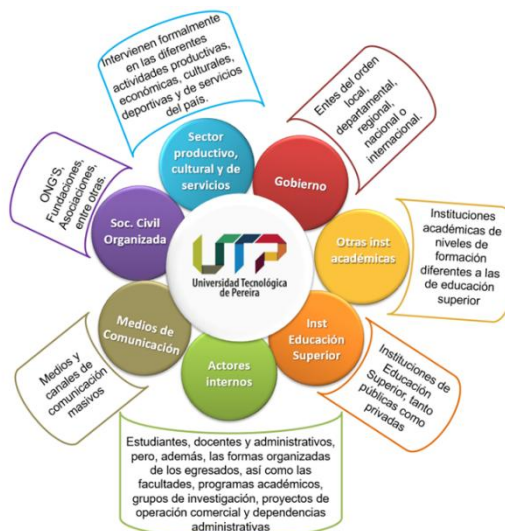 Intervienen formalmente
en las diferentes
actividades productivas,
económicas, culturales,
deportivas y de servicios
del país.
Sector
productivo,
cultural y de
servicios
Entes del orden
local,
departamental,
regional,
nacional o
internacional.
Gobierno
Instituciones
académicas de
niveles de
formación
diferentes a las
de educación
superior
Otras inst
académicas
Instituciones de
Educación
Superior, tanto
públicas como
privadas
Inst
Educación
Superior
Estudiantes, docentes y administrativos,
pero, además, las formas organizadas
de los egresados, así como las
facultades, programas académicos,
grupos de investigación, proyectos de
operación comercial y dependencias
administrativas
Actores
internos
Medios y
canales de
comunicación
masivos
Medios de
Comunicación
ONG'S,
Fundaciones,
Asociaciones,
entre otras.
Soc. Civil
Organizada
UTP
Universidad Tecnológica
de Pereira